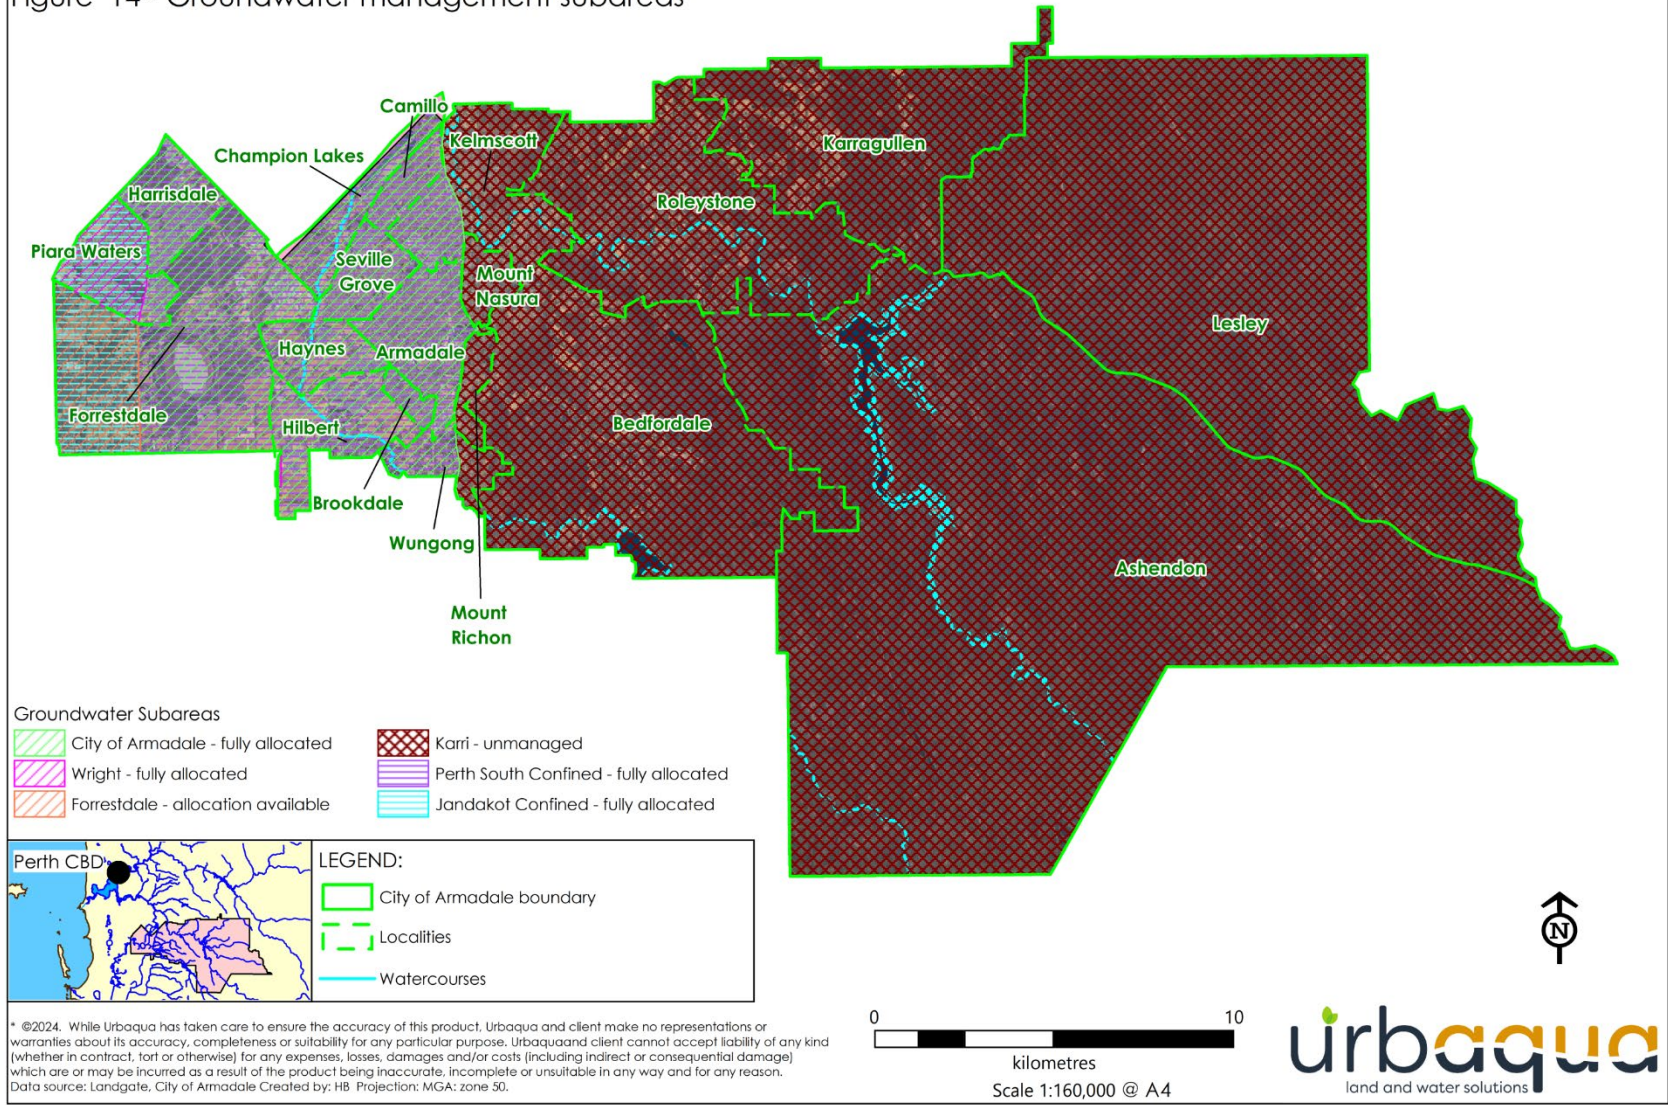 Figure 14 - Groundwater management subareas
Camillo
Kelmscott
Karragullen
Champion Lakes
Harrisdale
Roleystone
Piara Waters
Seville
Grove
Mount
Nasura
Lesley
Haynes
Armadale
Forrestdale
Hilbert
Bedfordale
Brookdale
Wungong
Ashendon
Mount
Richon
Groundwater Subareas
City of Armadale - fully allocated
Wright - fully allocated
Forrestdale - allocation available
Karri - unmanaged
Perth South Confined - fully allocated
Jandakot Confined - fully allocated
Perth CBD
LEGEND:
City of Armadale boundary
Localities
Watercourses
N
* ©2024. While Urbaqua has taken care to ensure the accuracy of this product, Urbaqua and client make no representations or
warranties about its accuracy, completeness or suitability for any particular purpose. Urbaquaand client cannot accept liability of any kind
(whether in contract, tort or otherwise) for any expenses, losses, damages and/or costs (including indirect or consequential damage)
which are or may be incurred as a result of the product being inaccurate, incomplete or unsuitable in any way and for any reason.
Data source: Landgate, City of Armadale Created by: HB Projection: MGA: zone 50.
0 10
kilometres
Scale 1:160,000 @ A4
urbaqua
land and water solutions